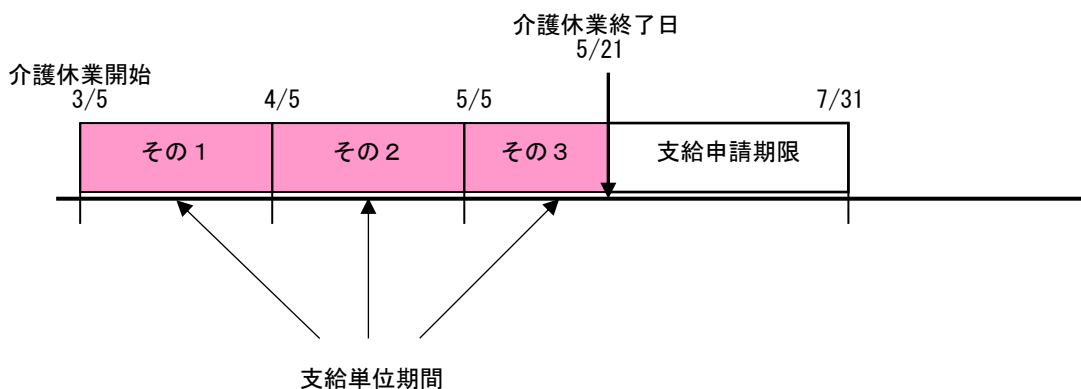 介護休業終了日
5/21
介護休業開始
3/5
4/5
5/5
7/31
その１
その２
その３
支給申請期限
支給単位期間